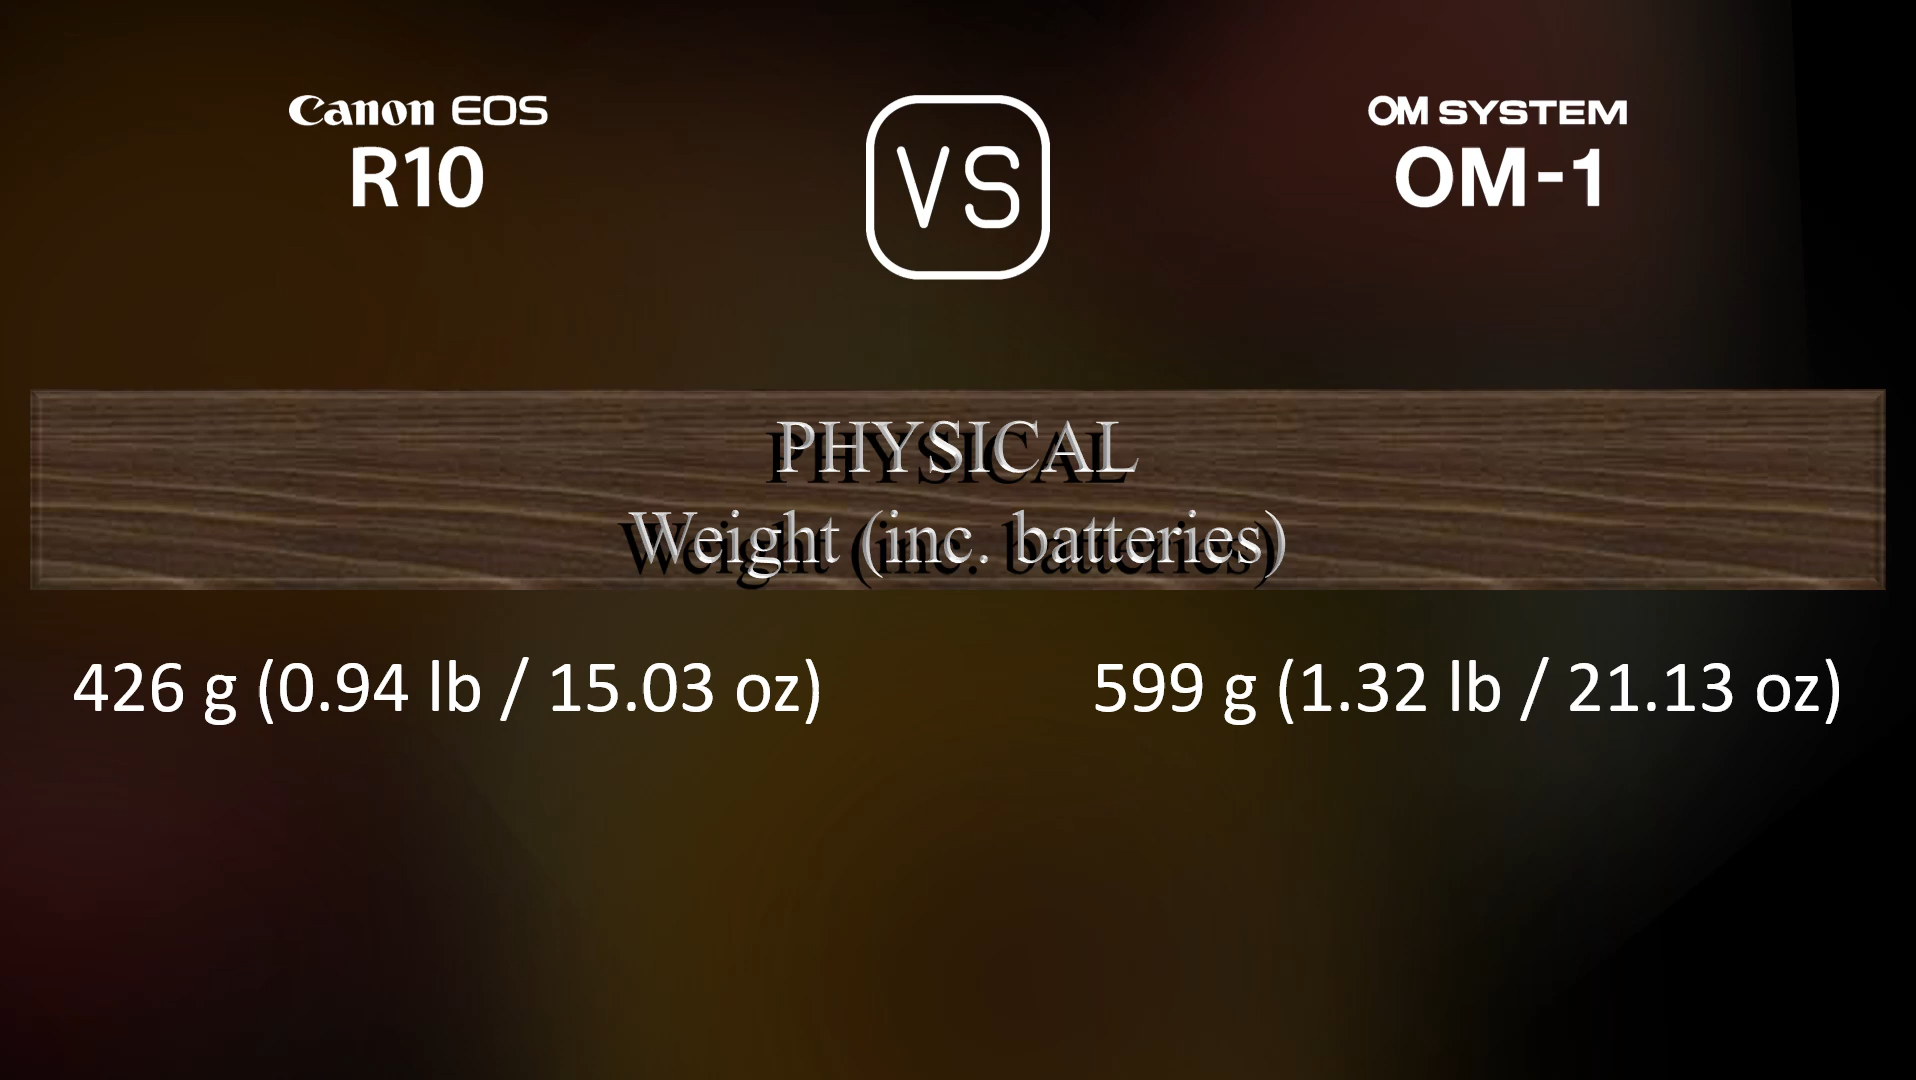 Canon EOS
R10
VS
OM SYSTEM
OM-1
PHYSICAL
Weight (inc. batteries)
426 g (0.94 lb / 15.03 oz)
599 g (1.32 lb / 21.13 oz)